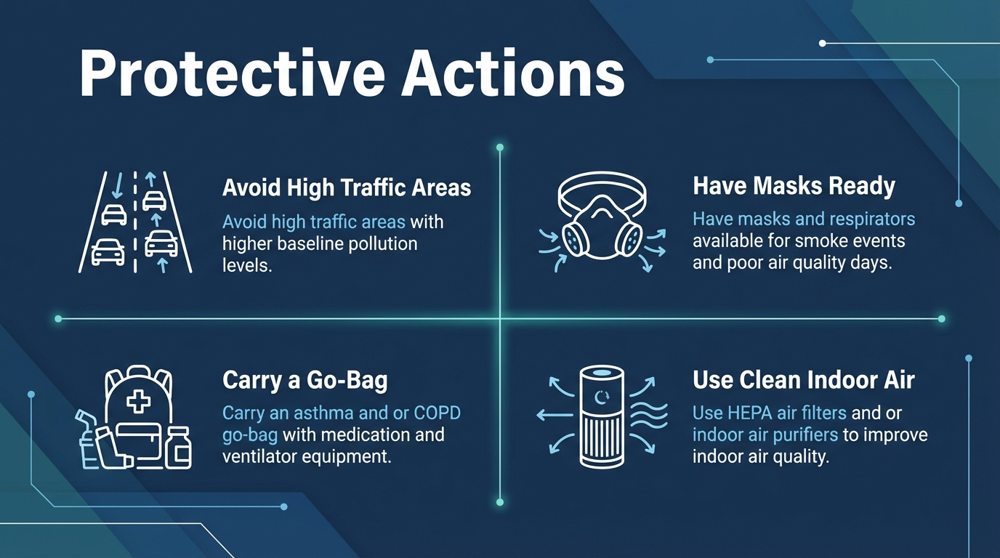 Protective Actions
Avoid High Traffic Areas
Avoid high traffic areas with
higher baseline pollution
levels.
Have Masks Ready
Have masks and respirators
available for smoke events
and poor air quality days.
Carry a Go-Bag
Carry an asthma and or COPD
go-bag with medication and
ventilator equipment.
Use Clean Indoor Air
Use HEPA air filters and or
indoor air purifiers to improve
indoor air quality.